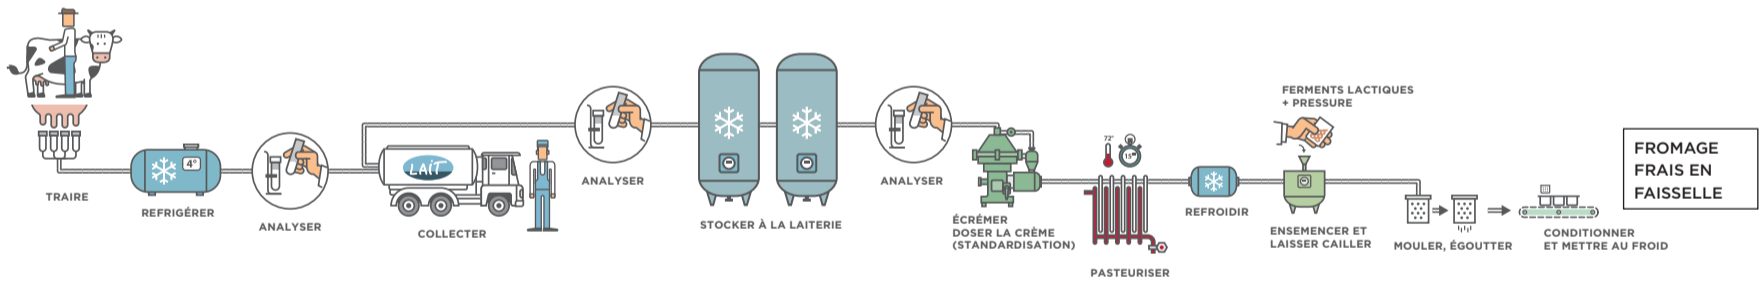 TRAIRE
4°
REFRIGÉRER
ANALYSER
LAIT
COLLECTER
ANALYSER
STOCKER À LA LAITERIE
ANALYSER
ÉCRÉMER
DOSER LA CRÈME
(STANDARDISATION)
72°
PASTEURISER
REFROIDIR
FERMENTS LACTIQUES
+ PRESSURE
ENSEMENCER ET
LAISSER CAILLER
MOULER, ÉGOUTTER
CONDITIONNER
ET METTRE AU FROID
FROMAGE
FRAIS EN
FAISSELLE